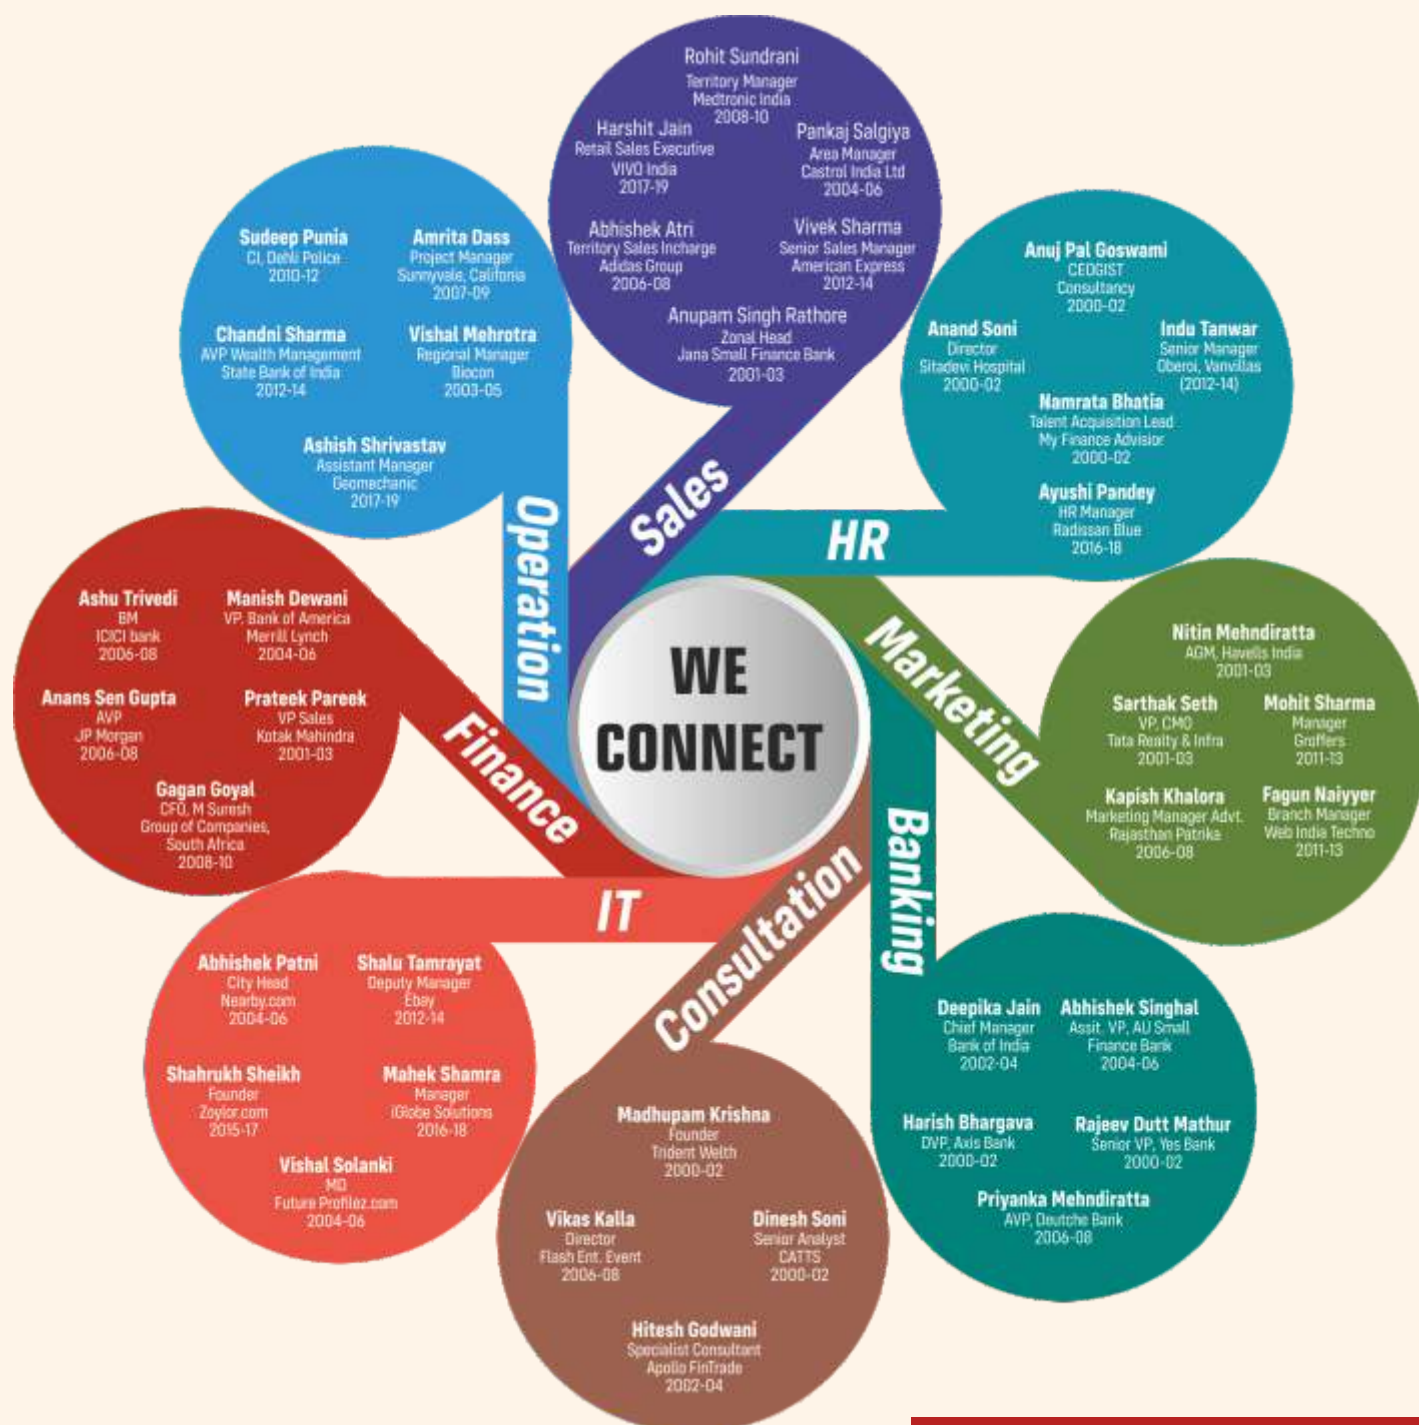 Rohit Sundrani
Territory Manager
Medtronic India
2008-10
Harshit Jain
Retail Sales Executive
VIVO India
2017-19
Pankaj Salgiya
Area Manager
Castrol India Ltd
2004-06
Abhishek Atri
Territory Sales Incharge
Adidas Group
2006-08
Vivek Sharma
Senior Sales Manager
American Express
2012-14
Anupam Singh Rathore
Zonal Head
Jana Small Finance Bank
2001-03
Sales
Anuj Pal Goswami
CEOGIST
Consultancy
2000-02
Anand Soni
Director
Sitadevi Hospital
2000-02
Indu Tanwar
Senior Manager
Oberoi, Vanvillas
(2012-14)
Namrata Bhatia
Talent Acquisition Lead
My Finance Advisior
2000-02
Ayushi Pandey
HR Manager
Radissan Blue
2016-18
HR
Nitin Mehndiratta
AGM, Havells India
2001-03
Sarthak Seth
VP, CMO
Tata Realty & Infra
2001-03
Mohit Sharma
Manager
Groffers
2011-13
Kapish Khalora
Marketing Manager Advt.
Rajasthan Patrika
2006-08
Fagun Naiyyer
Branch Manager
Web India Techno
2011-13
Marketing
Deepika Jain
Chief Manager
Bank of India
2002-04
Abhishek Singhal
Assit. VP, AU Small
Finance Bank
2004-06
Harish Bhargava
DVP, Axis Bank
2000-02
Rajeev Dutt Mathur
Senior VP, Yes Bank
2000-02
Priyanka Mehndiratta
AVP, Deutche Bank
2006-08
Banking
Madhupam Krishna
Founder
Trident Welth
2000-02
Vikas Kalla
Director
Flash Ent. Event
2006-08
Dinesh Soni
Senior Analyst
CATTS
2000-02
Hitesh Godwani
Specialist Consultant
Apollo FinTrade
2002-04
Consultation
Abhishek Patni
City Head
Nearby.com
2004-06
Shalu Tamrayat
Deputy Manager
Ebay
2012-14
Shahrukh Sheikh
Founder
Zoylor.com
2015-17
Mahek Shamra
Manager
iGlobe Solutions
2016-18
Vishal Solanki
MD
Future Profilez.com
2004-06
IT
Ashu Trivedi
BM
ICICI bank
2006-08
Manish Dewani
VP, Bank of America
Merrill Lynch
2004-06
Anans Sen Gupta
AVP
JP Morgan
2006-08
Prateek Pareek
VP Sales
Kotak Mahindra
2001-03
Gagan Goyal
CFO, M Suresh
Group of Companies,
South Africa
2008-10
Finance
Sudeep Punia
CI, Dehli Police
2010-12
Amrita Dass
Project Manager
Sunnyvale, Califonia
2007-09
Chandni Sharma
AVP Wealth Management
State Bank of India
2012-14
Vishal Mehrotra
Regional Manager
Biocon
2003-05
Ashish Shrivastav
Assistant Manager
Geomechanic
2017-19
Operation
WE
CONNECT